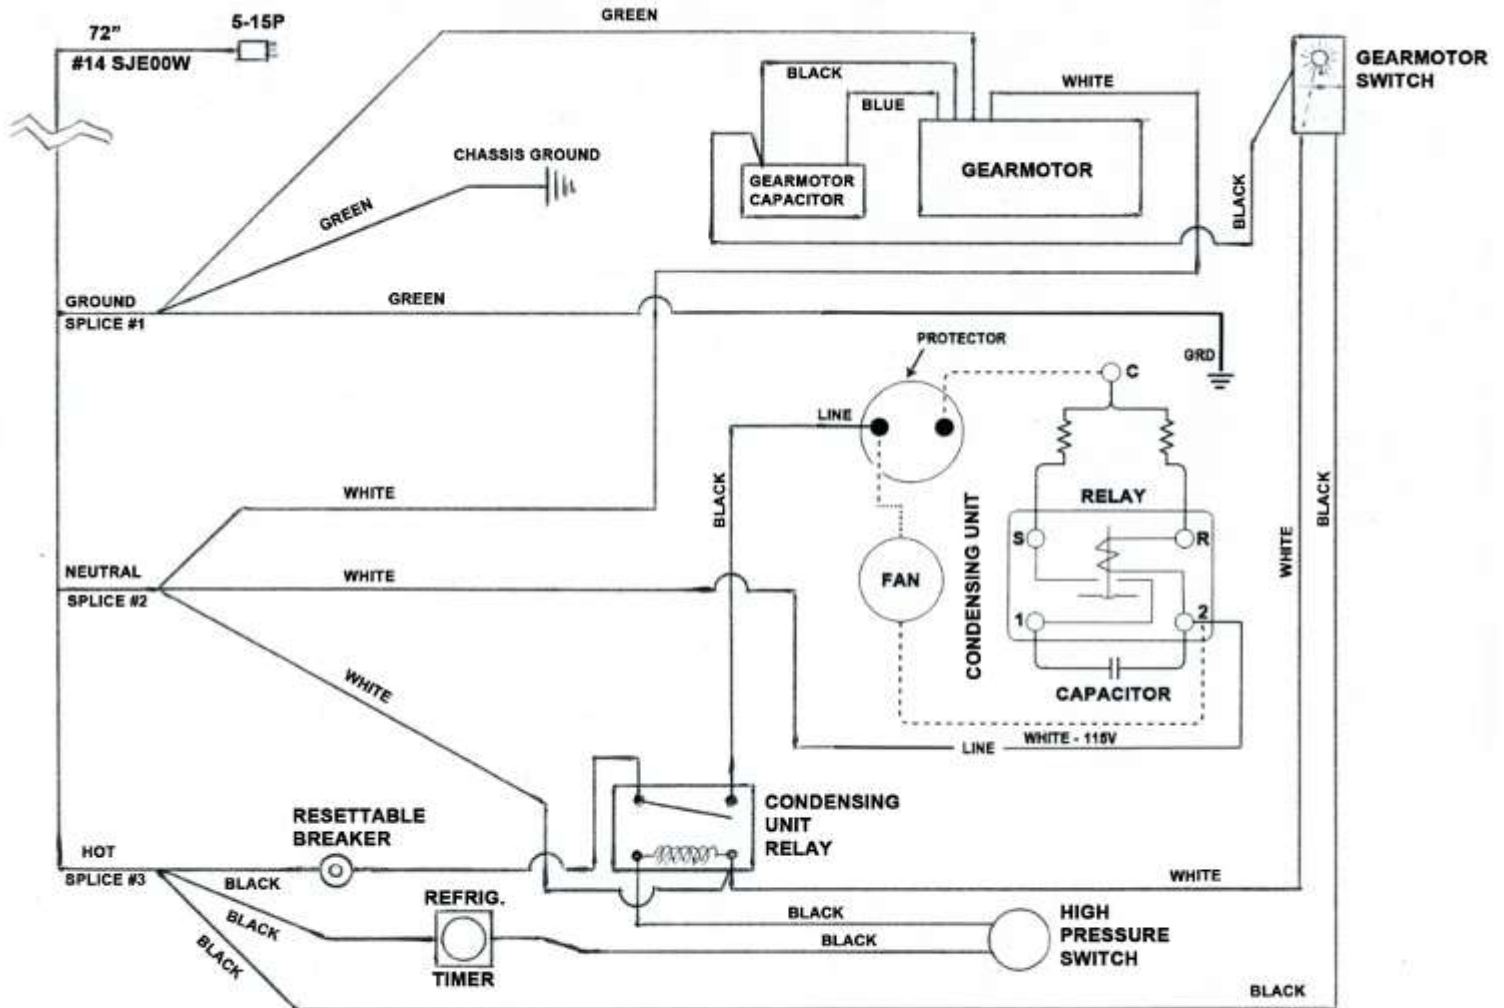 72"
5-15P
#14 SJE00W
GREEN
BLACK
BLUE
WHITE
GEARMOTOR
SWITCH
CHASSIS GROUND
GREEN
GEARMOTOR
CAPACITOR
GEARMOTOR
BLACK
GROUND
SPLICE #1
GREEN
PROTECTOR
GRD
C
LINE
BLACK
WHITE
RELAY
S
R
1
2
FAN
CONDENSING UNIT
CAPACITOR
WHITE
BLACK
NEUTRAL
SPLICE #2
WHITE
WHITE
LINE
WHITE - 115V
CONDENSING
UNIT
RELAY
RESETTABLE
BREAKER
HOT
SPLICE #3
BLACK
BLACK
BLACK
REFRIG.
TIMER
WHITE
BLACK
BLACK
HIGH
PRESSURE
SWITCH
BLACK